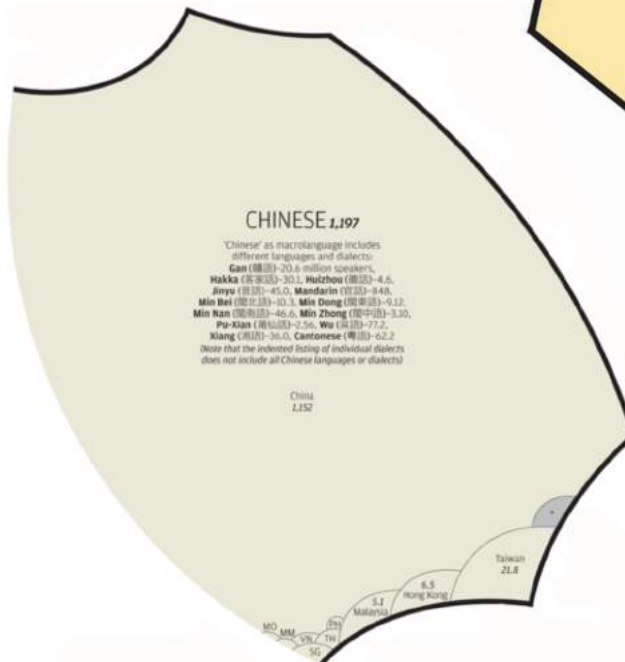 CHINESE 1,197
'Chinese' as macrolanguage includes
different languages and dialects:
Gan (贛語)-20.6 million speakers,
Hakka (客家話)-30.1, Huizhou (徽語)-4.6,
Jinyu (晉語)-45.0, Mandarin (官話)-848,
Min Bei (閩北語)-10.3, Min Dong (閩東語)-9.12,
Min Nan (閩南語)-46.6, Min Zhong (閩中語)-3.10,
Pu-Xian (莆仙語)-2.56, Wu (吳語)-77.2,
Xiang (湘語)-36.0, Cantonese (粵語)-62.2
(Note that the indented listing of individual dialects
does not include all Chinese languages or dialects)
China
1,152
Taiwan
21.8
6.5
Hong Kong
5.1
Malaysia
PH
TH
VN
MM
MO
SG
*